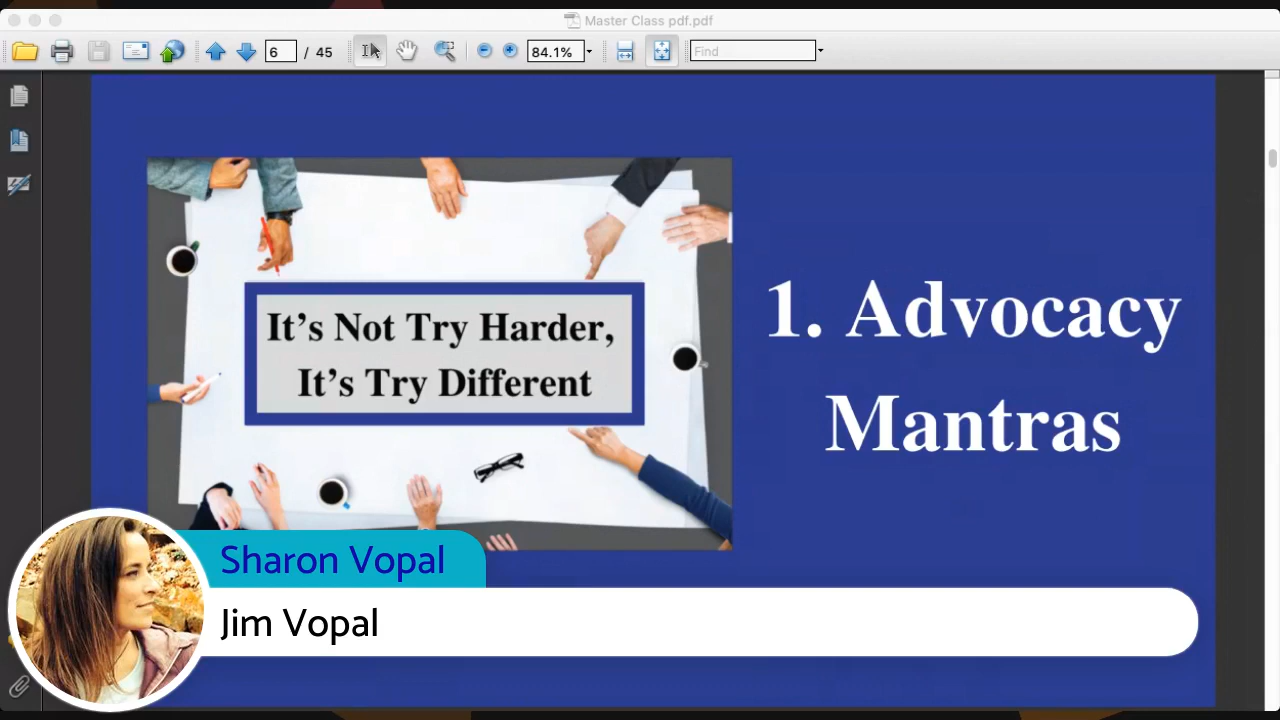 Master Class pdf.pdf
6 / 45
84.1%
Find
It's Not Try Harder,
It's Try Different
1. Advocacy
Mantras
Sharon Vopal
Jim Vopal